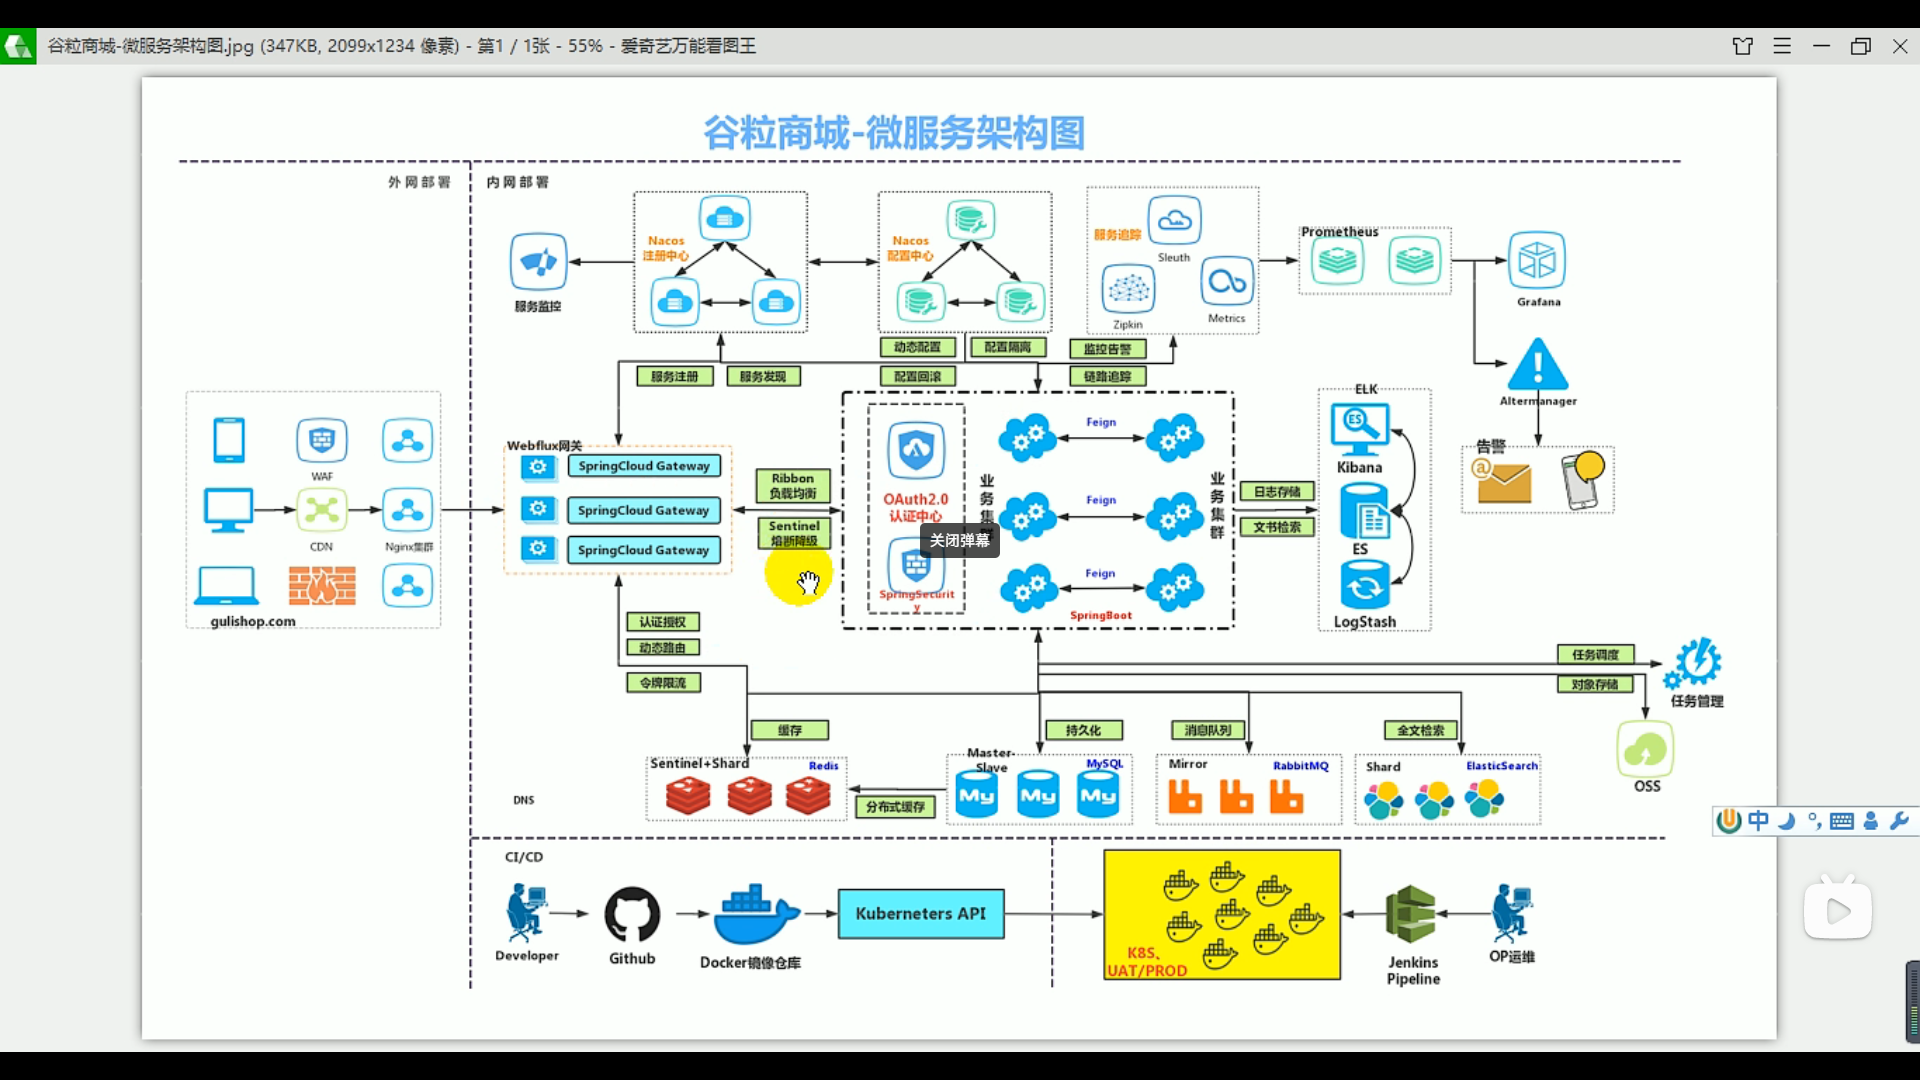 谷粒商城-微服务架构图.jpg (347KB, 2099x1234 像素) - 第1 / 1张 - 55% - 爱奇艺万能看图王
谷粒商城-微服务架构图
外网部署
内网部署
服务监控
Nacos
注册中心
Nacos
配置中心
服务追踪
Sleuth
Zipkin
Metrics
Prometheus
Grafana
Altermanager
告警
服务注册
服务发现
动态配置
配置隔离
配置回滚
监控告警
链路追踪
WAF
CDN
Nginx集群
gulishop.com
Webflux网关
SpringCloud Gateway
SpringCloud Gateway
SpringCloud Gateway
Ribbon
负载均衡
Sentinel
熔断降级
OAuth2.0
认证中心
关闭弹幕
SpringSecurit
y
业务集群
Feign
Feign
Feign
SpringBoot
业务集群
日志存储
文书检索
ELK
Kibana
ES
LogStash
认证授权
动态路由
令牌限流
任务调度
对象存储
任务管理
OSS
缓存
持久化
消息队列
全文检索
Sentinel+Shard
Redis
分布式缓存
Master-
Slave
MySQL
My
My
My
Mirror
RabbitMQ
Shard
ElasticSearch
DNS
中
CI/CD
Developer
Github
Docker镜像仓库
Kuberneters API
K8S、
UAT/PROD
Jenkins
Pipeline
OP运维